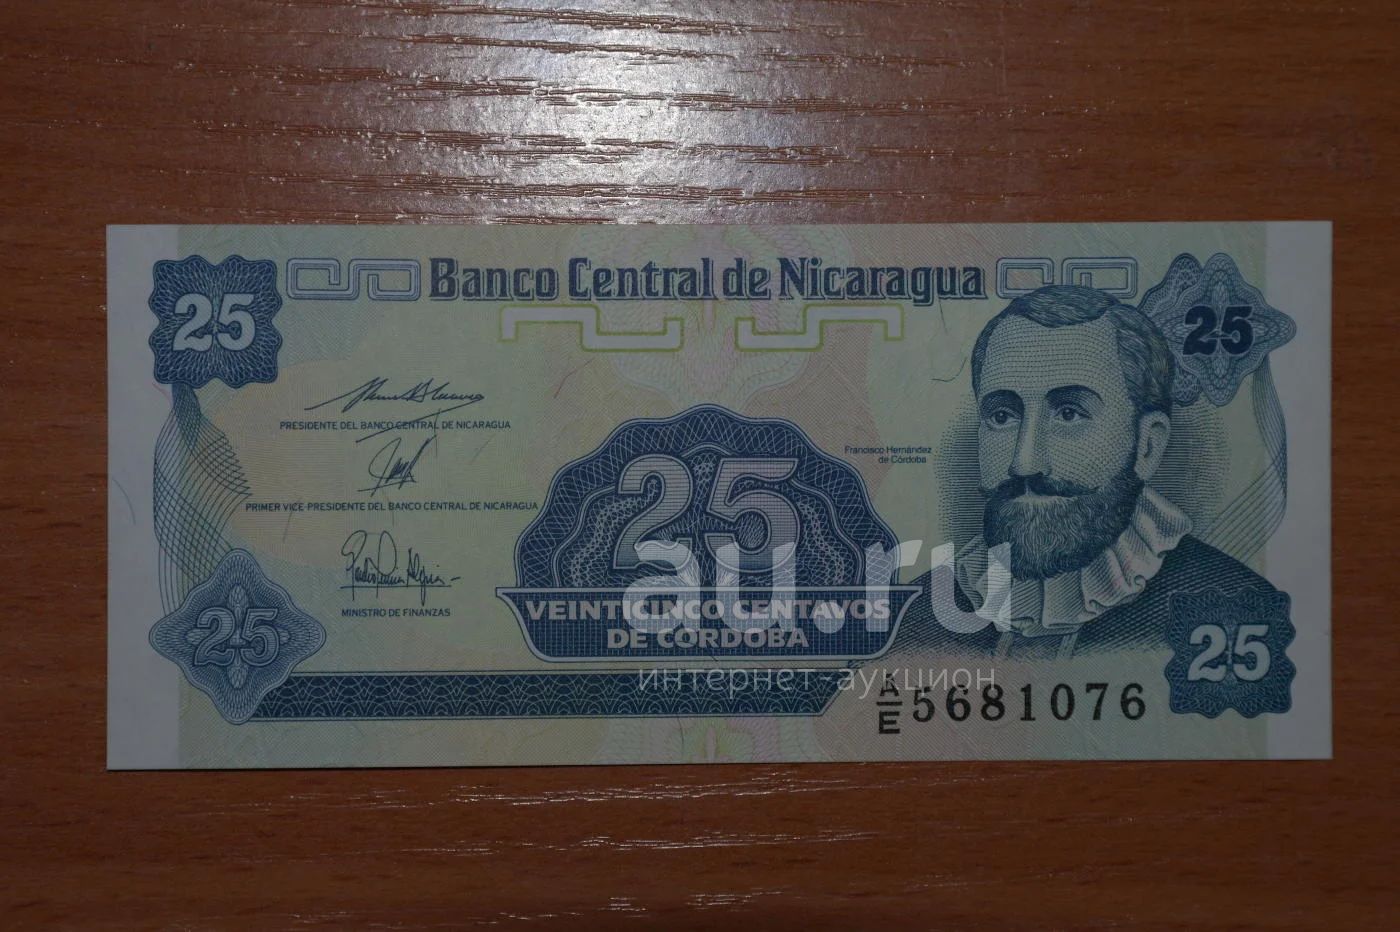 25 Banco Central de Nicaragua 25
PRESIDENTE DEL BANCO CENTRAL DE NICARAGUA
Francisco Hernández
de Córdoba
25
PRIMER VICE-PRESIDENTE DEL BANCO CENTRAL DE NICARAGUA
au.ru
MINISTRO DE FINANZAS
VEINTICINCO CENTAVOS
DE CORDOBA
25
25
интернет-аукцион
A/E 5681076